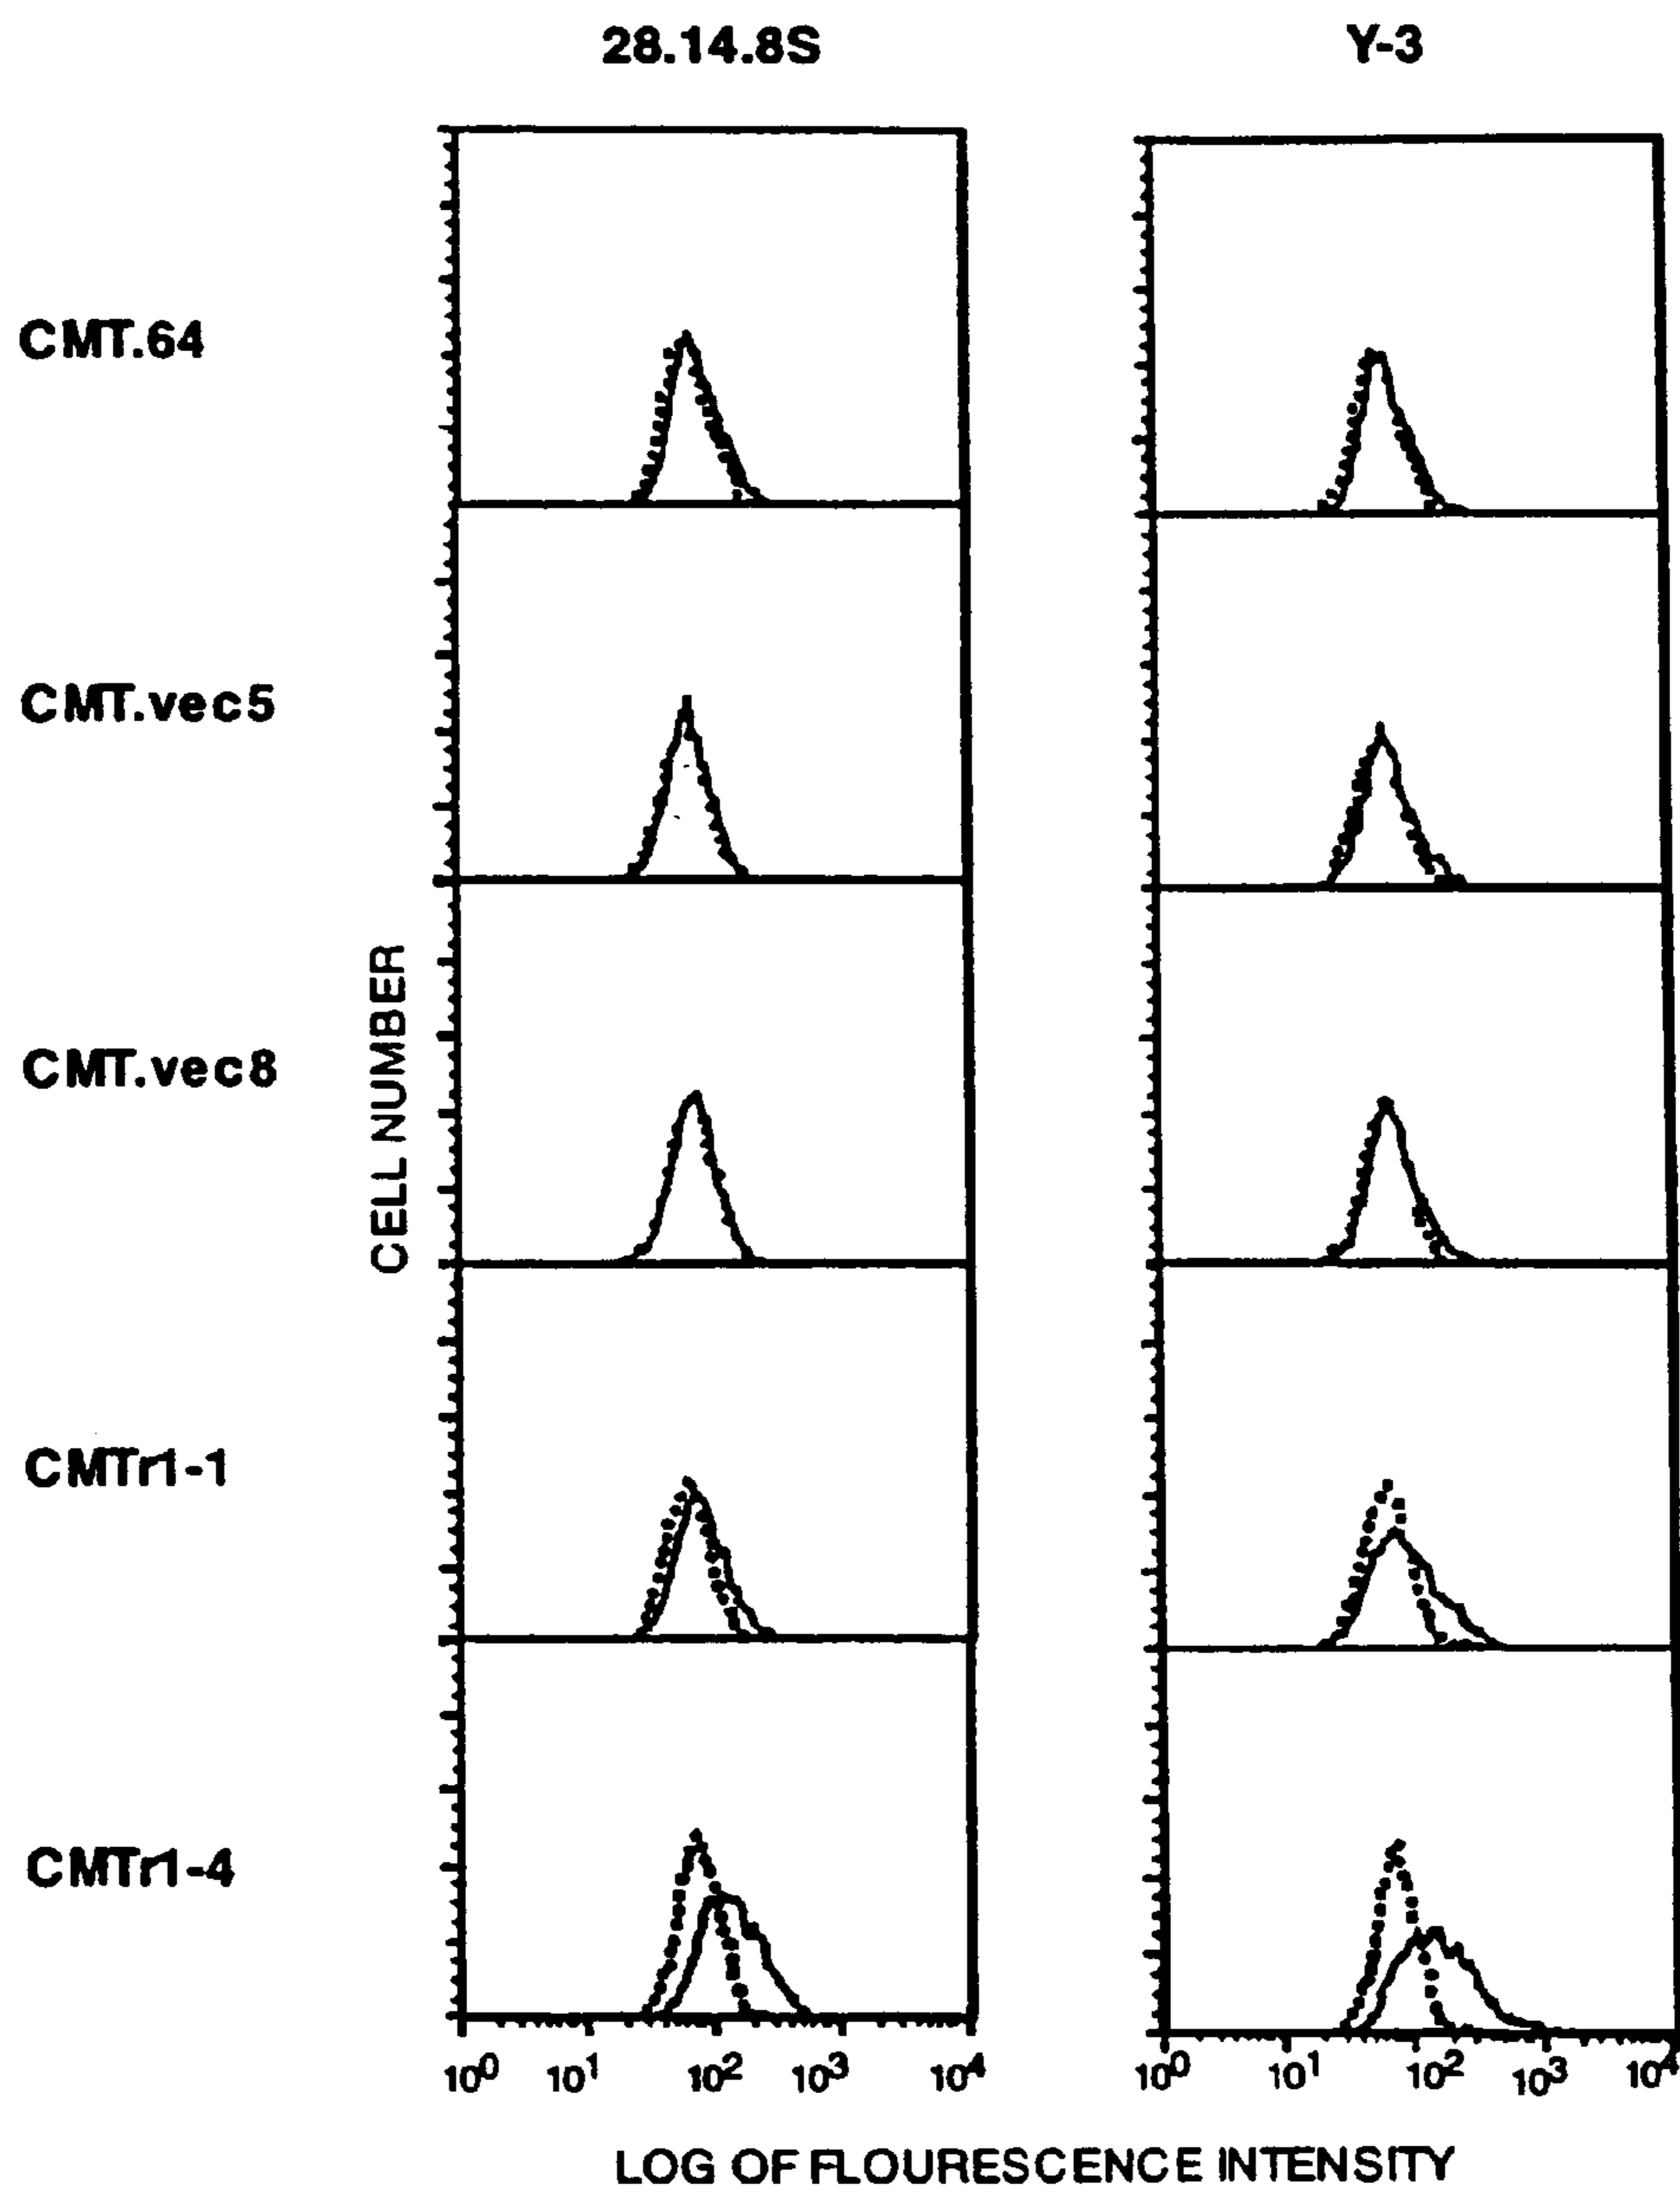 28.14.8S Y-3
CMT.64
CMT.vec5
CMT.vec8
CMTr1-1
CMTr1-4
CELL NUMBER
10⁰ 10¹ 10² 10³ 10⁴ 10⁰ 10¹ 10² 10³ 10⁴
LOG OF FLOURESCENCE INTENSITY